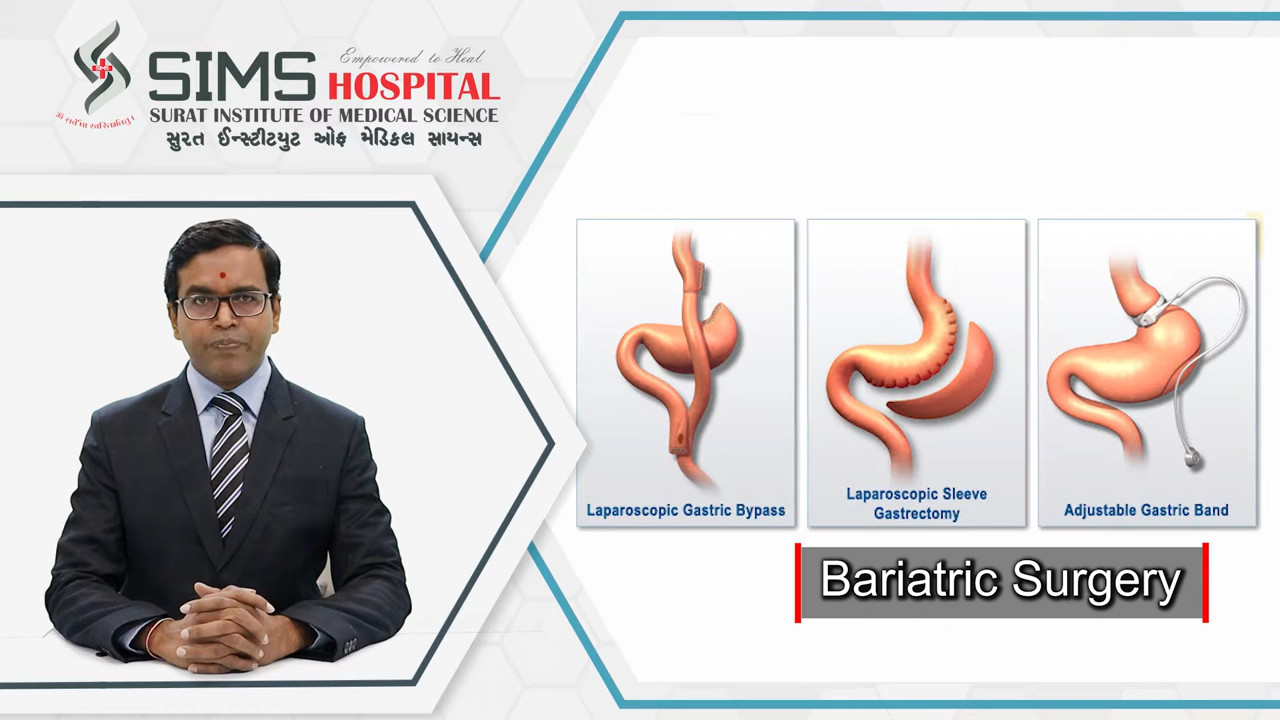 Empowered to Heal
SIMS HOSPITAL
SURAT INSTITUTE OF MEDICAL SCIENCE
સુરત ઈન્સ્ટીટયુટ ઓફ મેડિકલ સાયન્સ
Laparoscopic Gastric Bypass
Laparoscopic Sleeve
Gastrectomy
Adjustable Gastric Band
Bariatric Surgery